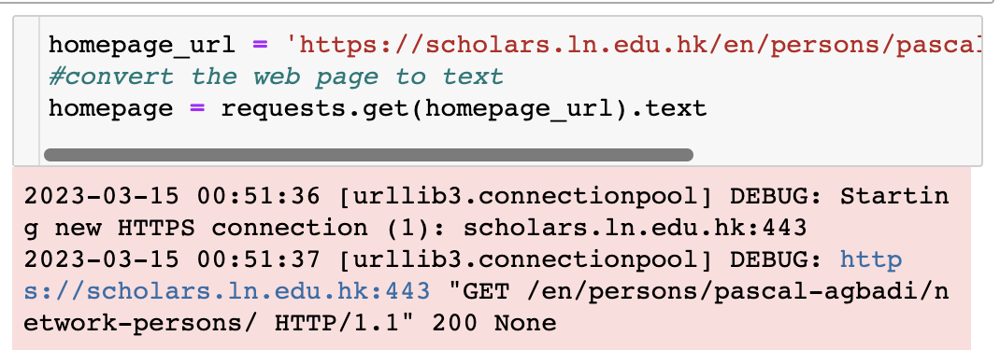 homepage_url = 'https://scholars.ln.edu.hk/en/persons/pascal
#convert the web page to text
homepage = requests.get(homepage_url).text
2023-03-15 00:51:36 [urllib3.connectionpool] DEBUG: Startin
g new HTTPS connection (1): scholars.ln.edu.hk:443
2023-03-15 00:51:37 [urllib3.connectionpool] DEBUG: http
s://scholars.ln.edu.hk:443 "GET /en/persons/pascal-agbadi/n
etwork-persons/ HTTP/1.1" 200 None